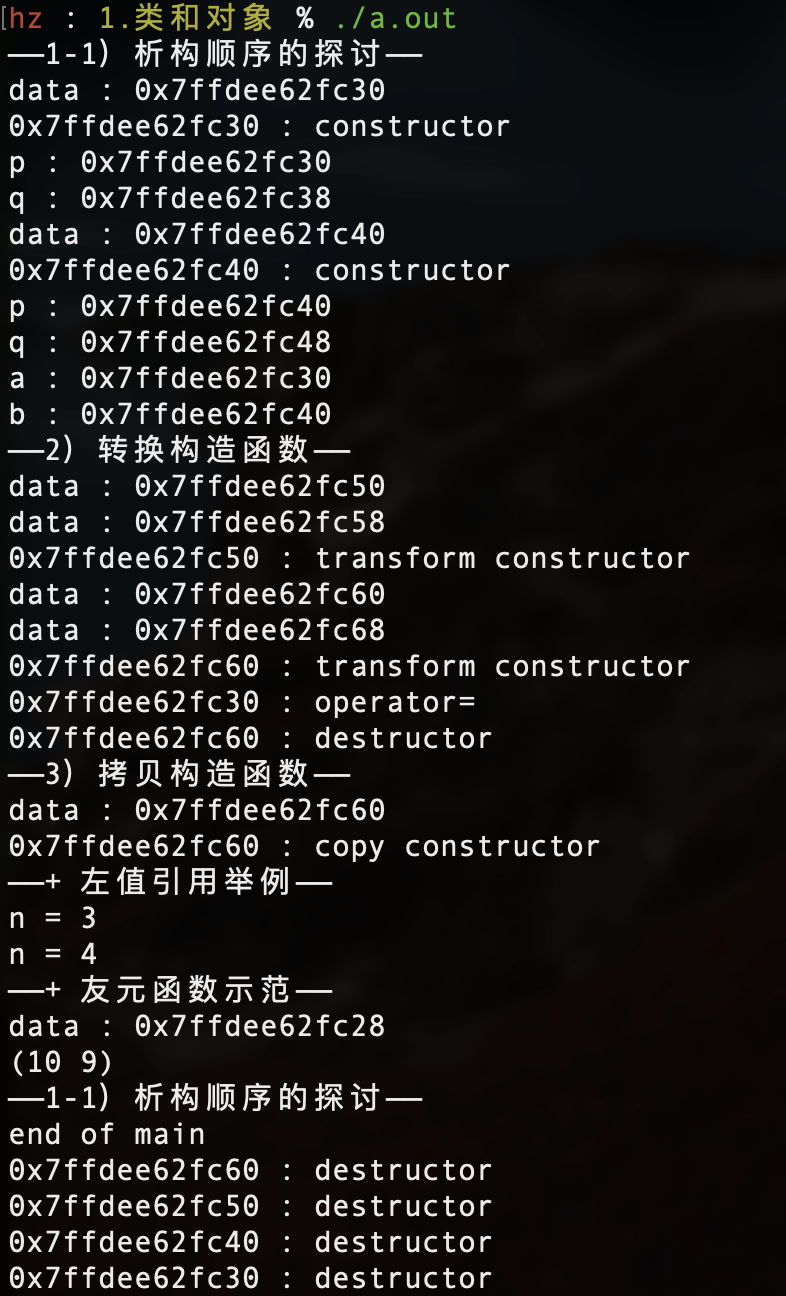 [hz : 1.类和对象 % ./a.out
——1-1) 析构顺序的探讨——
data : 0x7ffdee62fc30
0x7ffdee62fc30 : constructor
p : 0x7ffdee62fc30
q : 0x7ffdee62fc38
data : 0x7ffdee62fc40
0x7ffdee62fc40 : constructor
p : 0x7ffdee62fc40
q : 0x7ffdee62fc48
a : 0x7ffdee62fc30
b : 0x7ffdee62fc40
——2) 转换构造函数——
data : 0x7ffdee62fc50
data : 0x7ffdee62fc58
0x7ffdee62fc50 : transform constructor
data : 0x7ffdee62fc60
data : 0x7ffdee62fc68
0x7ffdee62fc60 : transform constructor
0x7ffdee62fc30 : operator=
0x7ffdee62fc60 : destructor
——3) 拷贝构造函数——
data : 0x7ffdee62fc60
0x7ffdee62fc60 : copy constructor
——+ 左值引用举例——
n = 3
n = 4
——+ 友元函数示范——
data : 0x7ffdee62fc28
(10 9)
——1-1) 析构顺序的探讨——
end of main
0x7ffdee62fc60 : destructor
0x7ffdee62fc50 : destructor
0x7ffdee62fc40 : destructor
0x7ffdee62fc30 : destructor